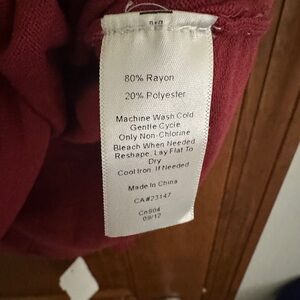 80% Rayon
20% Polyester
Machine Wash Cold
Gentle Cycle
Only Non-Chlorine
Bleach When Needed
Reshape, Lay Flat To
Dry
Cool Iron If Needed
Made In China
CA#23147
09/12